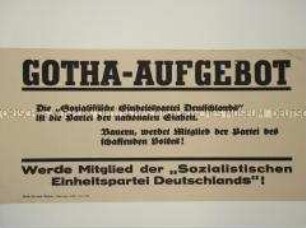 GOTHA-AUFGEBOT
Die „Sozialistische Einheitspartei Deutschlands"
ist die Partei der nationalen Einheit.
Bauern, werdet Mitglied der Partei des
schaffenden Volkes!
Werde Mitglied der „Sozialistischen
Einheitspartei Deutschlands"!